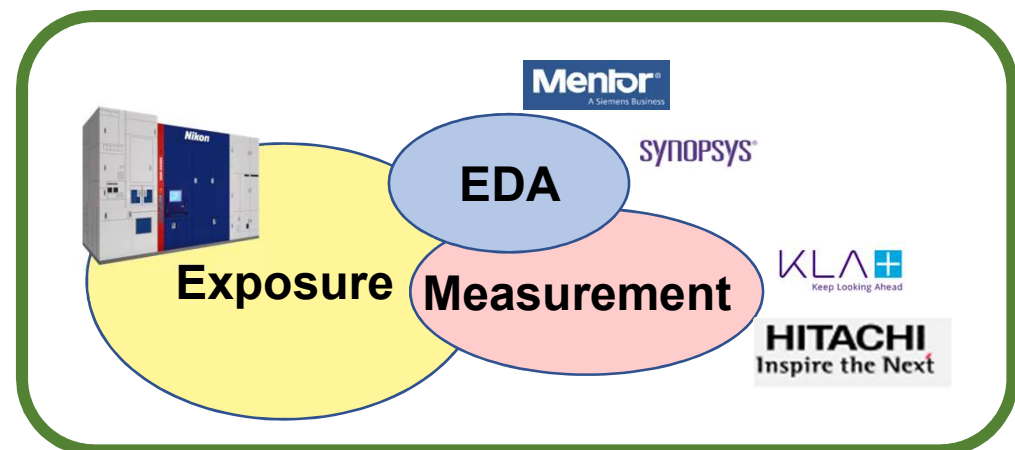 Mentor®
A Siemens Business
Nikon
SYNOPSYS®
EDA
Exposure
Measurement
KLA+
Keep Looking Ahead
HITACHI
Inspire the Next